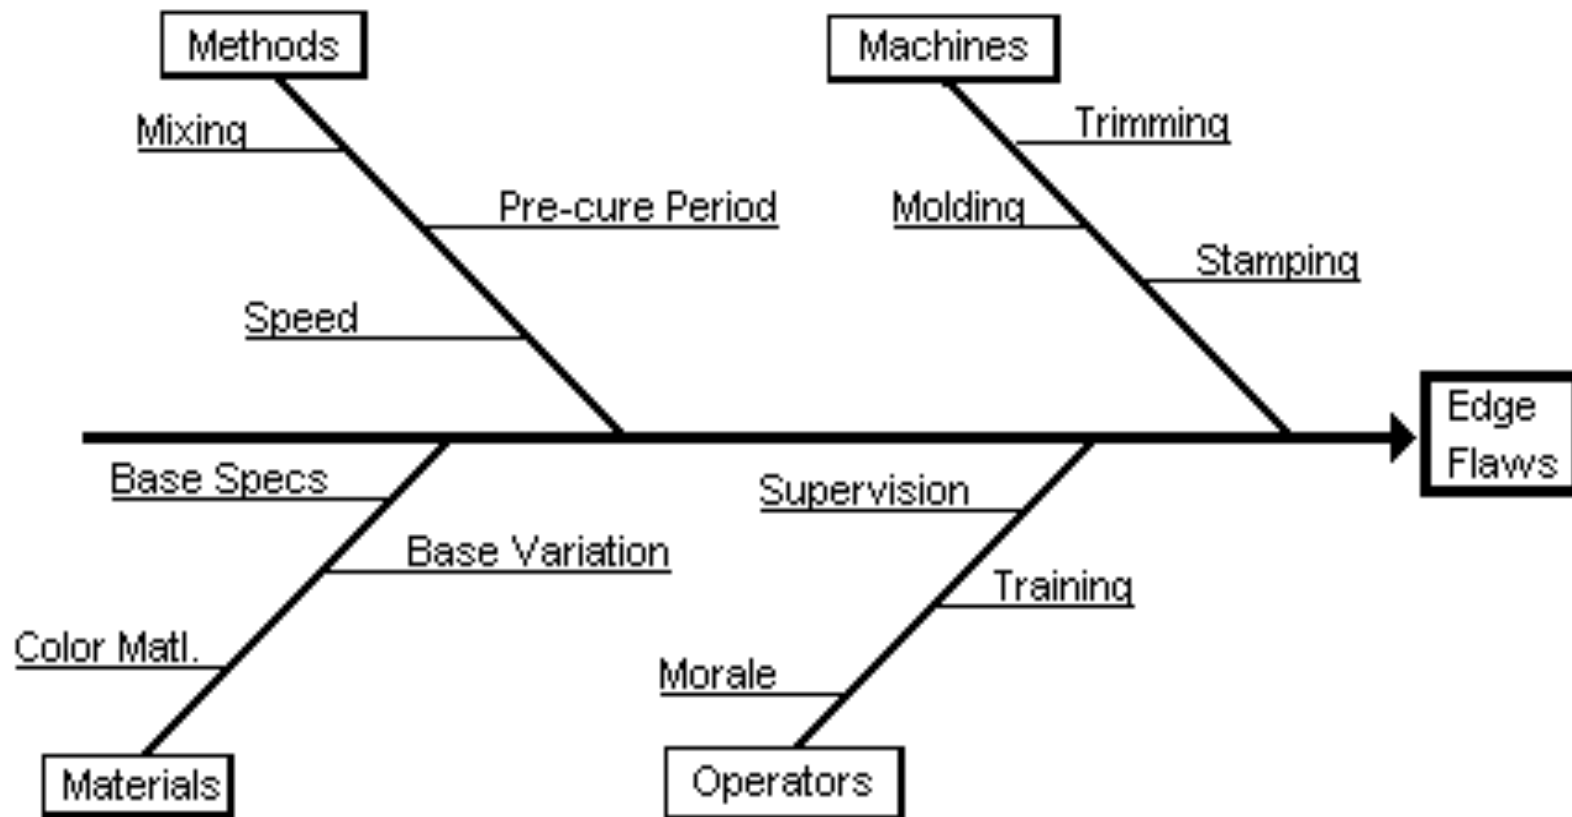 Methods
Machines
Mixing
Trimming
Pre-cure Period
Molding
Stamping
Speed
Edge
Flaws
Base Specs
Supervision
Base Variation
Training
Color Matl.
Morale
Materials
Operators